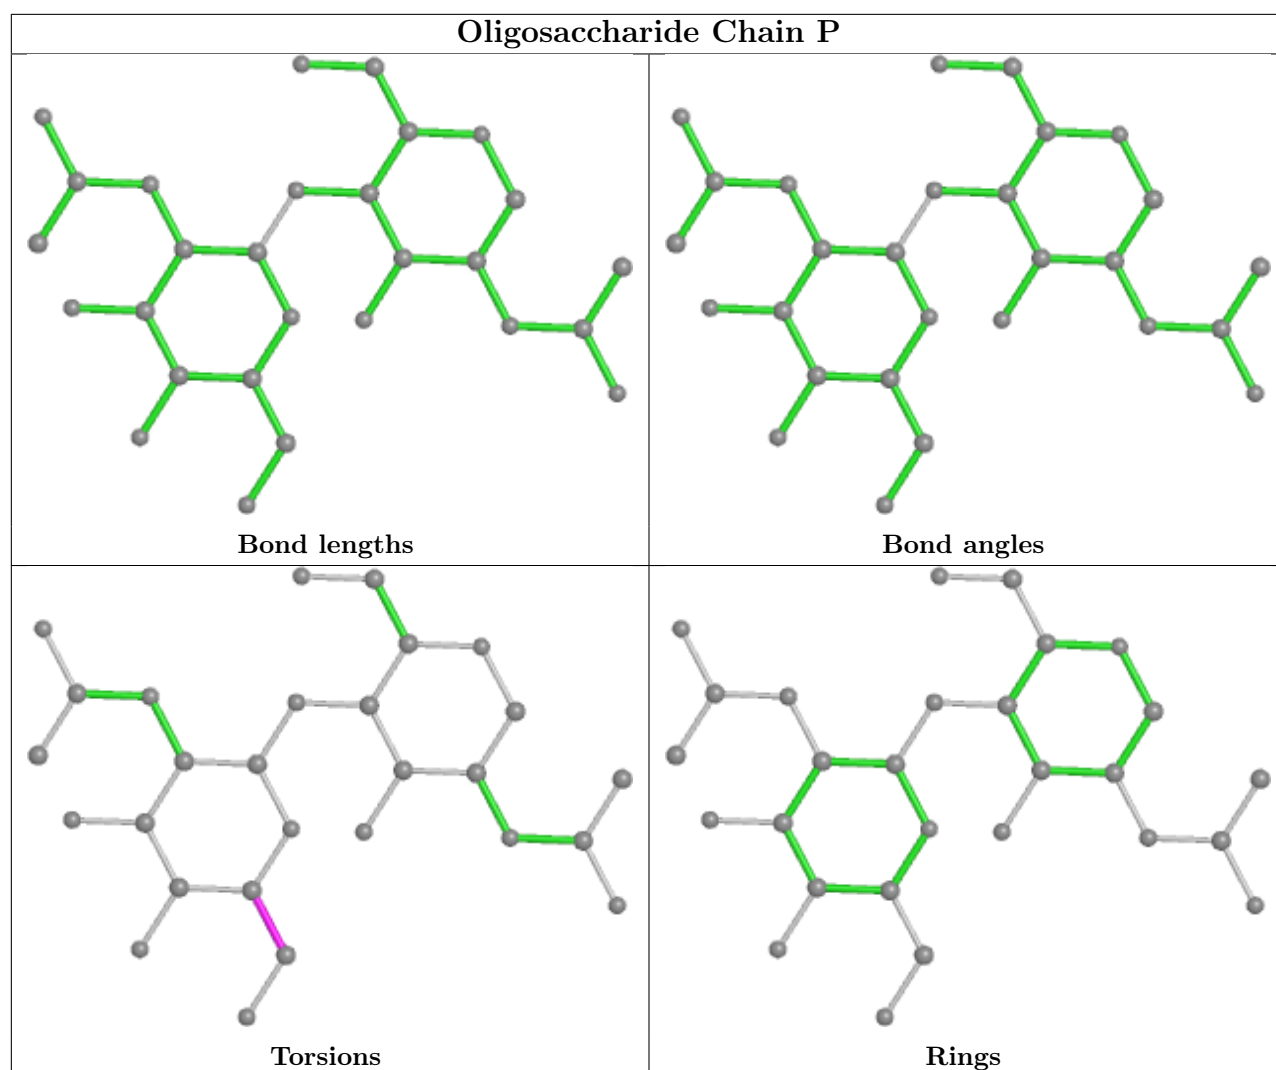 Oligosaccharide Chain P
Bond lengths
Bond angles
Torsions
Rings